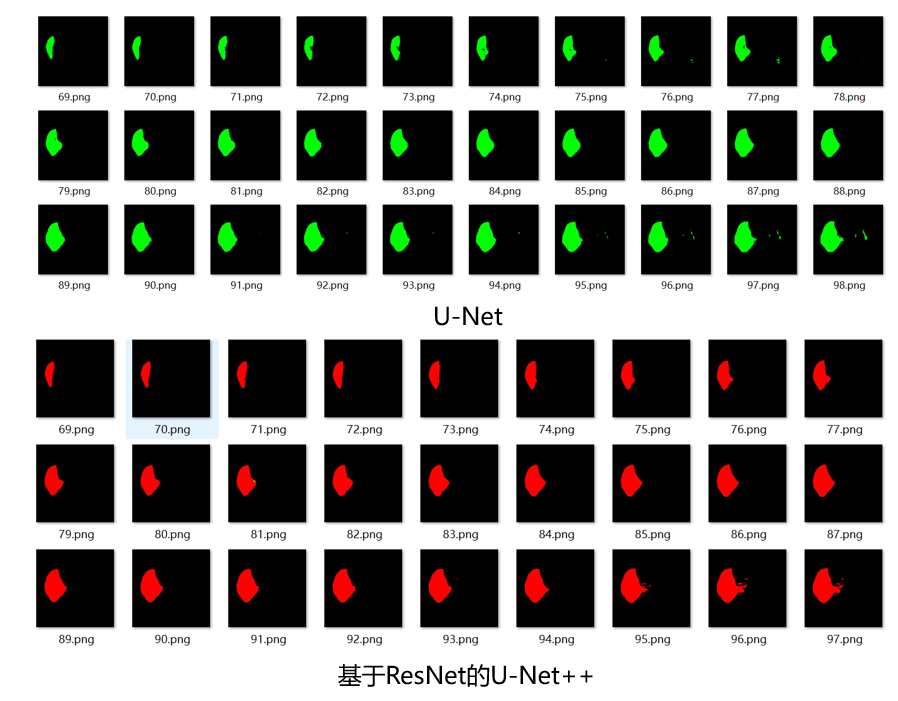 69.png 70.png 71.png 72.png 73.png 74.png 75.png 76.png 77.png 78.png
79.png 80.png 81.png 82.png 83.png 84.png 85.png 86.png 87.png 88.png
89.png 90.png 91.png 92.png 93.png 94.png 95.png 96.png 97.png 98.png
U-Net
69.png 70.png 71.png 72.png 73.png 74.png 75.png 76.png 77.png
79.png 80.png 81.png 82.png 83.png 84.png 85.png 86.png 87.png
89.png 90.png 91.png 92.png 93.png 94.png 95.png 96.png 97.png
基于ResNet的U-Net++